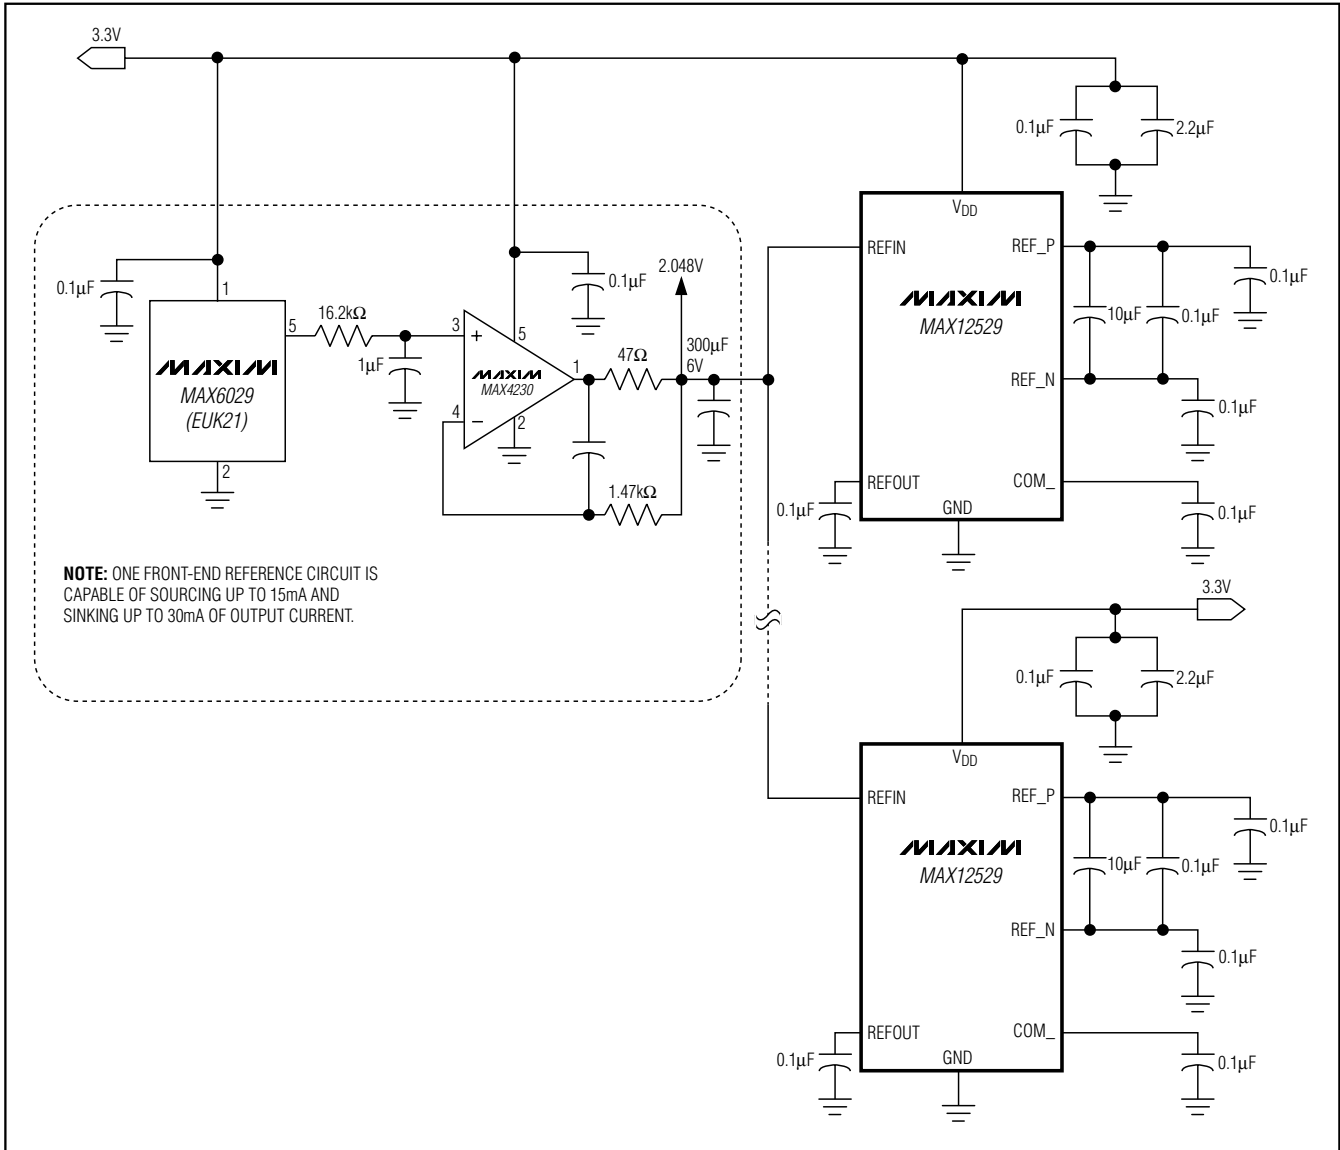 3.3V
0.1µF
2.2µF
VDD
REFIN
REF_P
0.1µF
MAXIM
MAX12529
10µF
0.1µF
REF_N
0.1µF
REFOUT
COM_
0.1µF
GND
0.1µF
0.1µF
1
MAXIM
MAX6029
(EUK21)
5
2
16.2kΩ
1µF
3
+
5
0.1µF
MAXIM
MAX4230
4
−
2
1
47Ω
2.048V
300µF
6V
1.47kΩ
NOTE: ONE FRONT-END REFERENCE CIRCUIT IS
CAPABLE OF SOURCING UP TO 15mA AND
SINKING UP TO 30mA OF OUTPUT CURRENT.
3.3V
0.1µF
2.2µF
VDD
REFIN
REF_P
0.1µF
MAXIM
MAX12529
10µF
0.1µF
REF_N
0.1µF
REFOUT
COM_
0.1µF
GND
0.1µF